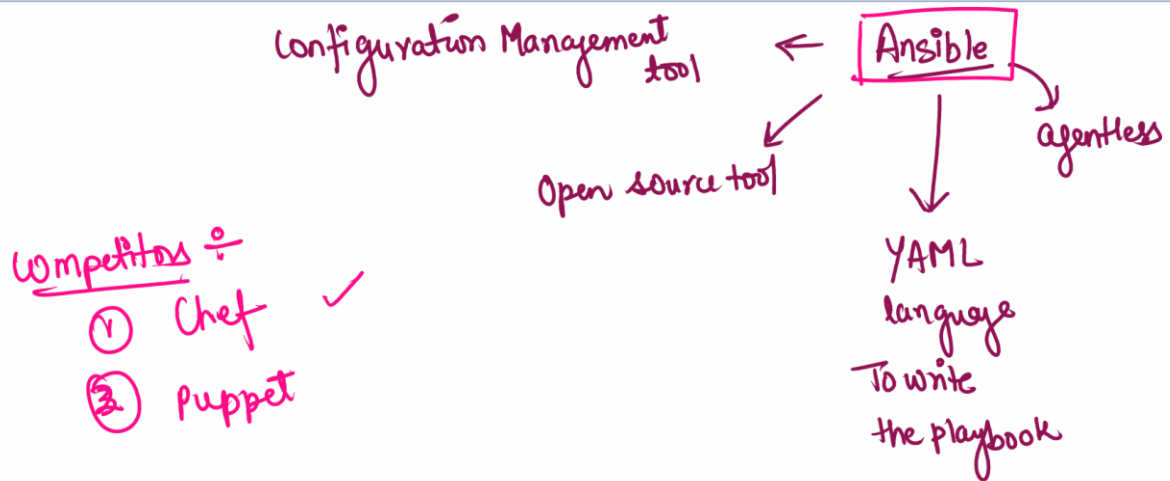 Configuration Management
tool
← Ansible
agentless
Open source tool
YAML
language
To write
the playbook
Competitors ÷
① Chef ✓
② Puppet